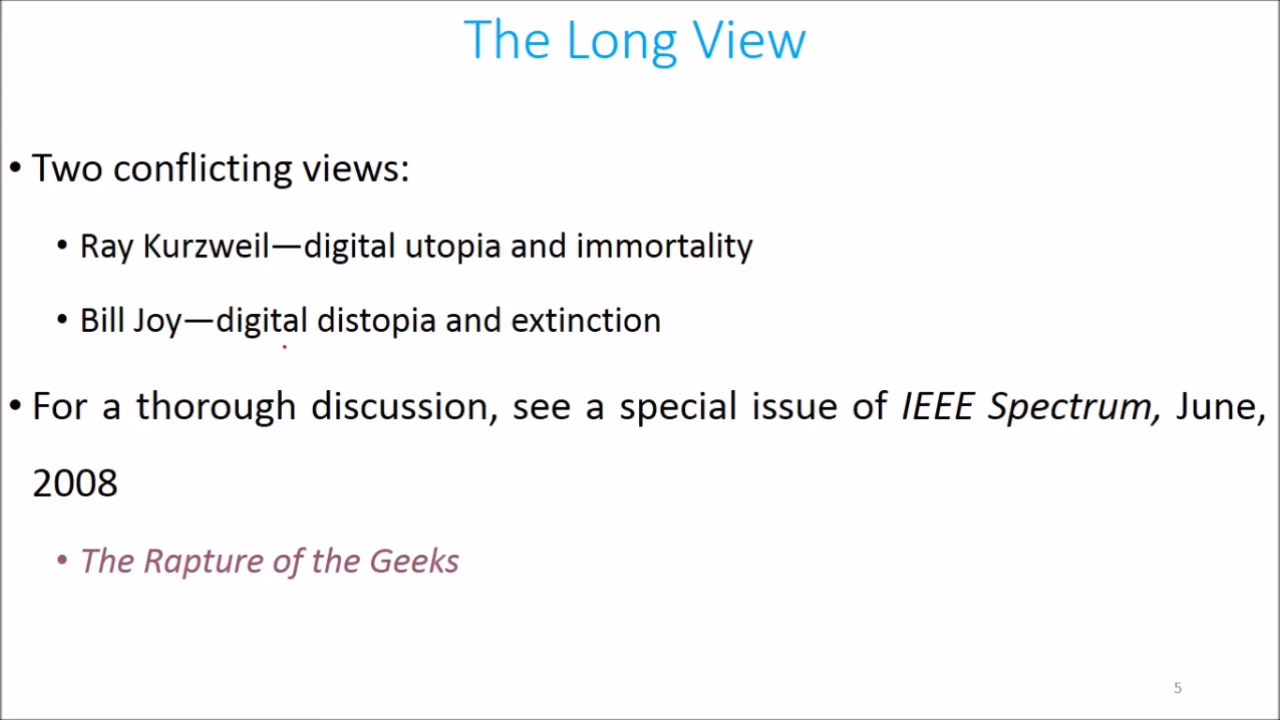 The Long View
• Two conflicting views:
• Ray Kurzweil—digital utopia and immortality
• Bill Joy—digital distopia and extinction
• For a thorough discussion, see a special issue of IEEE Spectrum, June,
2008
• The Rapture of the Geeks
5